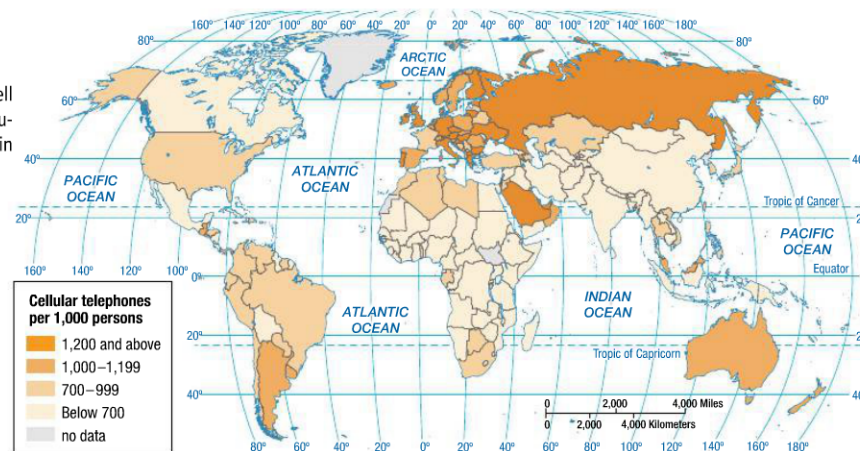 160° 140° 120° 80° 60° 40° 20° 0° 20° 40° 60° 80° 120° 140° 160° 180°
80°
80°
ARCTIC
OCEAN
ell
u-
in
60°
60°
40°
40°
ATLANTIC
OCEAN
PACIFIC
OCEAN
Tropic of Cancer
20°
PACIFIC
OCEAN
160° 140° 120° 100°
0°
Equator
Cellular telephones
per 1,000 persons
1,200 and above
1,000–1,199
700–999
Below 700
no data
ATLANTIC
OCEAN
INDIAN
OCEAN
20°
Tropic of Capricorn
40°
40°
0 2,000 4,000 Miles
0 2,000 4,000 Kilometers
80° 60° 40° 20° 0° 20° 40° 60° 80° 100° 120° 140° 160° 180°